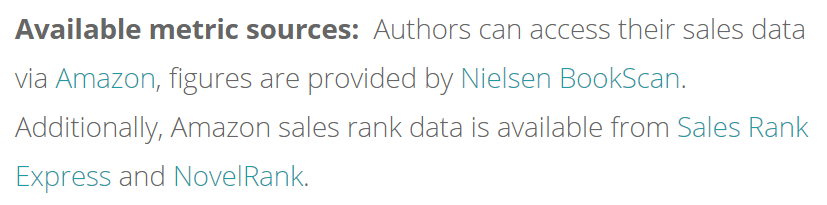 Available metric sources:  Authors can access their sales data
via Amazon, figures are provided by Nielsen BookScan.
Additionally, Amazon sales rank data is available from Sales Rank
Express and NovelRank.